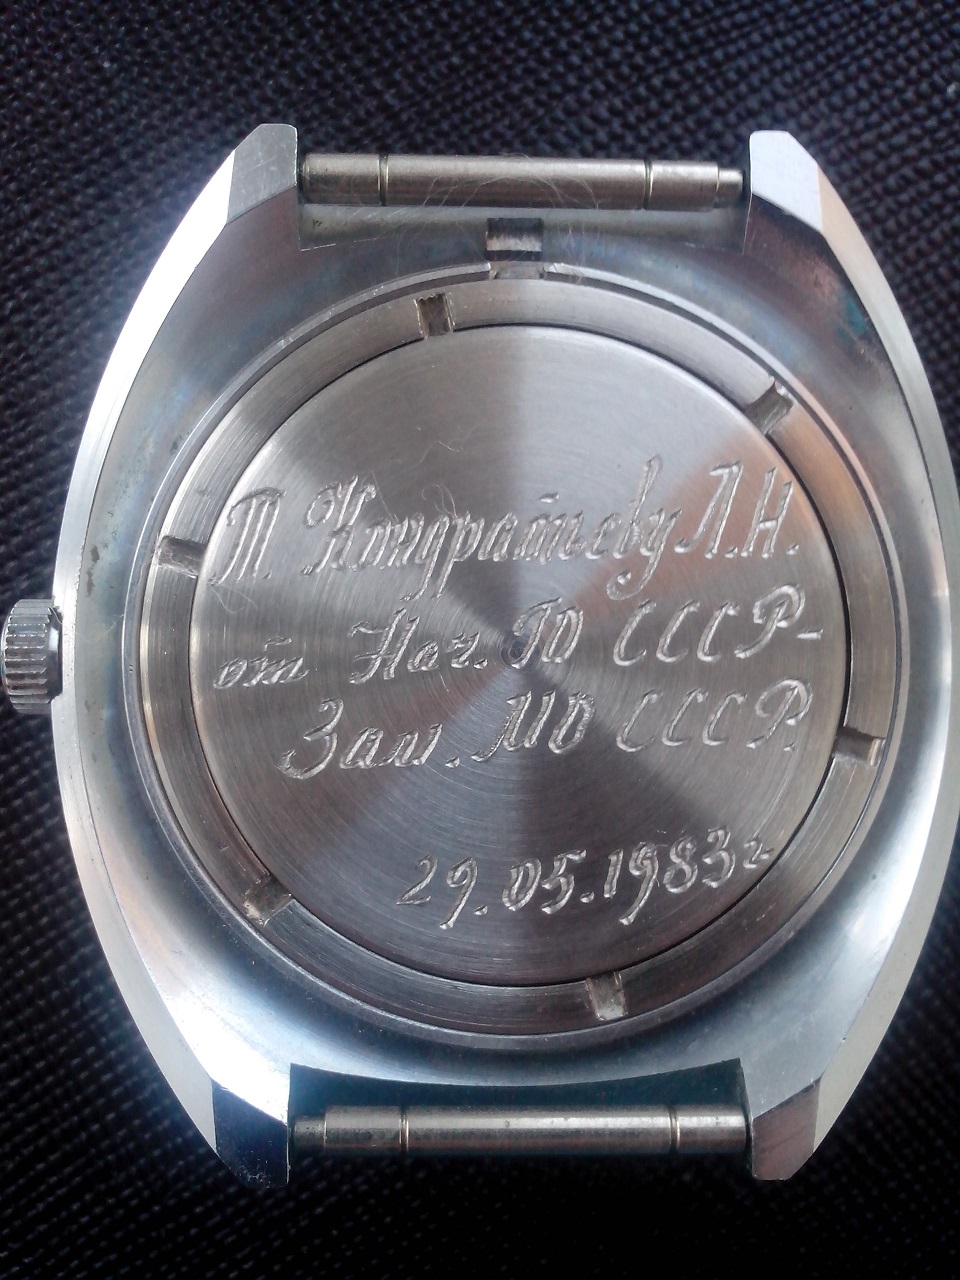 Т. Кондратьеву Л.Н.
от Нач. ГО СССР-
Зам. МО СССР.
29.05.1983г